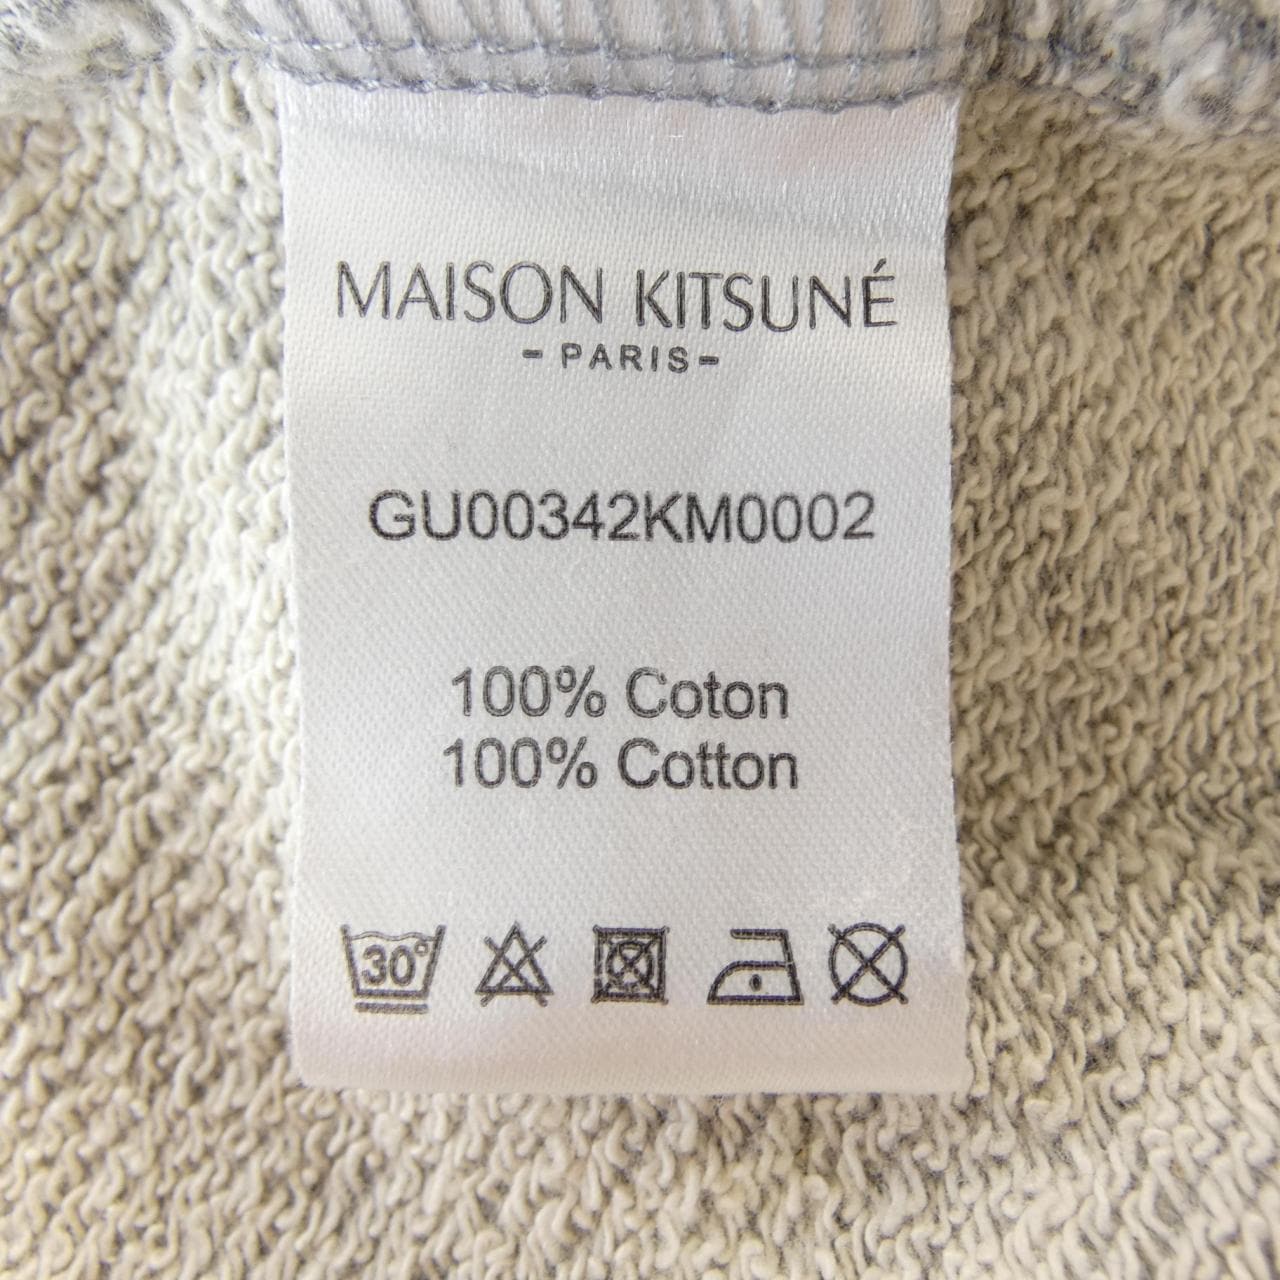 MAISON KITSUNÉ
- PARIS -
GU00342KM0002
100% Coton
100% Cotton
30°